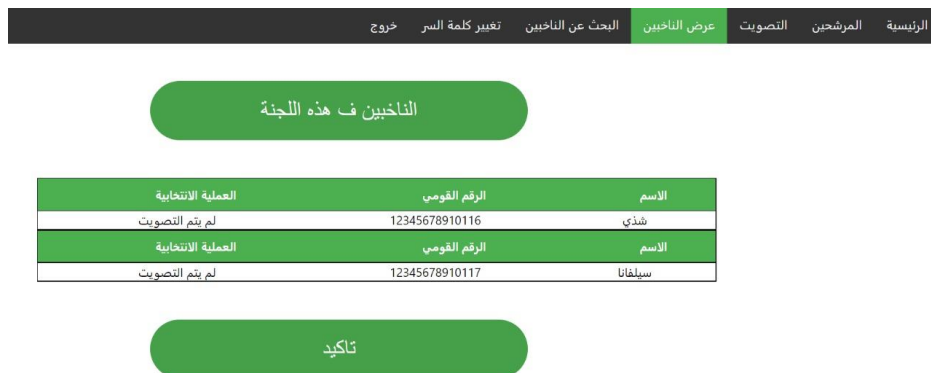 الرئيسية المرشحين التصويت عرض الناخبين البحث عن الناخبين تغيير كلمة السر خروج
الناخبين ف هذه اللجنة
الاسم الرقم القومي العملية الانتخابية
شذي 12345678910116 لم يتم التصويت
الاسم الرقم القومي العملية الانتخابية
سيلفانا 12345678910117 لم يتم التصويت
تاكيد